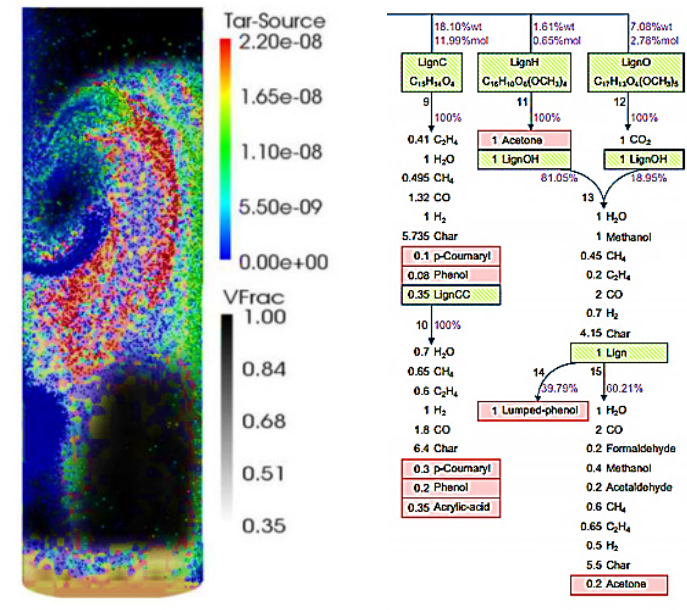 Tar-Source
2.20e-08
1.65e-08
1.10e-08
5.50e-09
0.00e+00
VFrac
1.00
0.84
0.68
0.51
0.35
18.10%wt
11.99%mol
1.61%wt
0.65%mol
7.08%wt
2.78%mol
LignC
C₁₅H₁₄O₄
LignH
C₁₆H₁₀O₆(OCH₃)₄
LignO
C₁₇H₁₃O₄(OCH₃)₅
9
100%
11
100%
12
100%
0.41 C₂H₄
1 H₂O
0.495 CH₄
1.32 CO
1 H₂
5.735 Char
0.1 p-Coumaryl
0.08 Phenol
0.35 LignCC
10 100%
0.7 H₂O
0.65 CH₄
0.6 C₂H₄
1 H₂
1.8 CO
6.4 Char
0.3 p-Coumaryl
0.2 Phenol
0.35 Acrylic-acid
1 Acetone
1 LignOH
1 CO₂
1 LignOH
81.05%
18.95%
13
1 H₂O
1 Methanol
0.45 CH₄
0.2 C₂H₄
2 CO
0.7 H₂
4.15 Char
1 Lign
14
39.79%
15
60.21%
1 Lumped-phenol
1 H₂O
2 CO
0.2 Formaldehyde
0.4 Methanol
0.2 Acetaldehyde
0.6 CH₄
0.65 C₂H₄
0.5 H₂
5.5 Char
0.2 Acetone